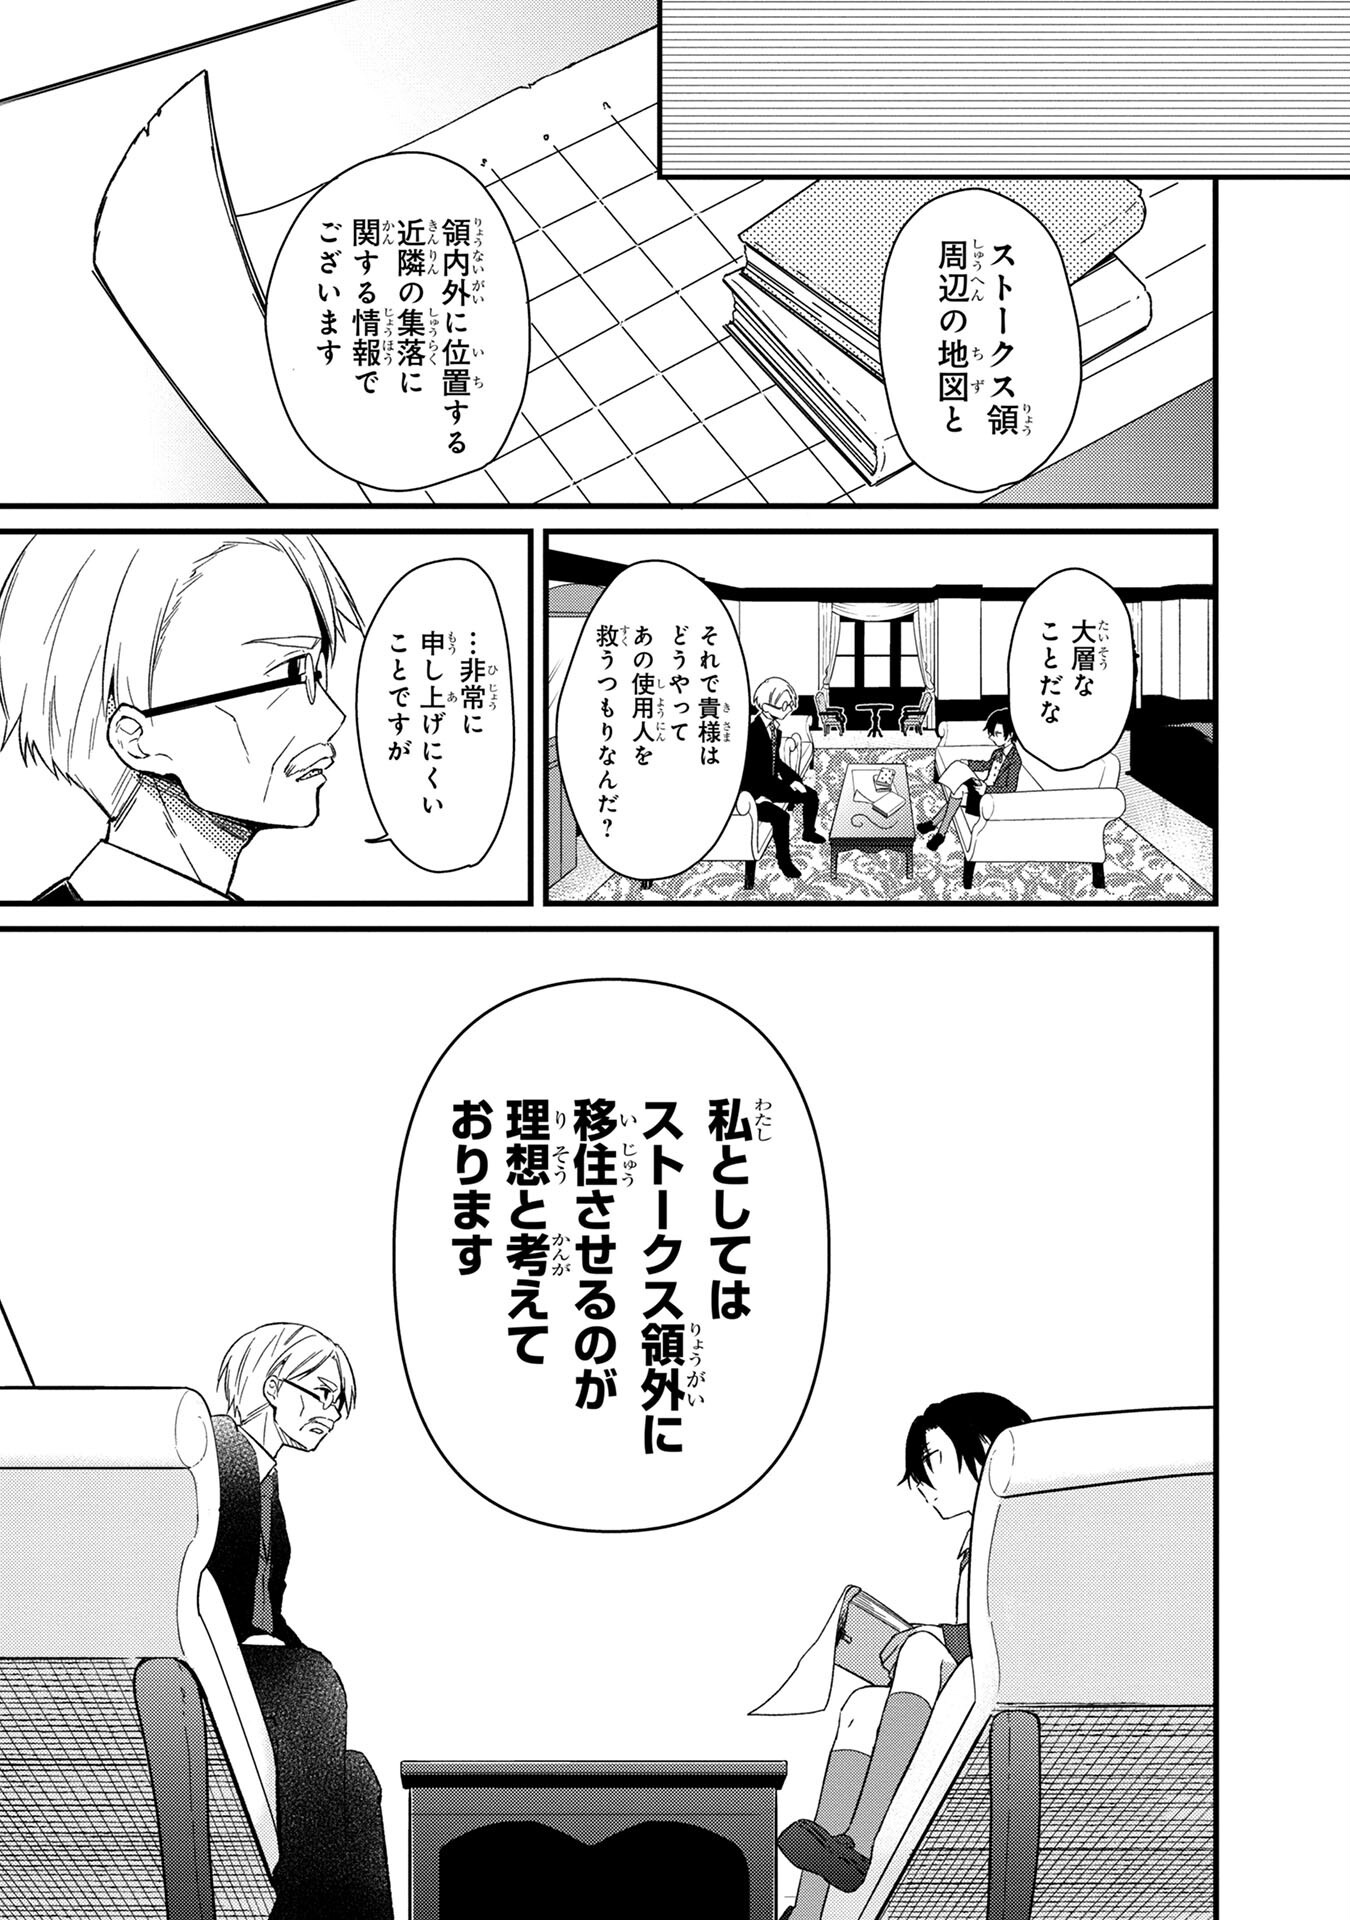 ストークス領
周辺の地図と
領内外に位置する
近隣の集落に
関する情報で
ございます
大層な
ことだな
それで貴様は
どうやって
あの使用人を
救うつもりなんだ?
…非常に
申し上げにくい
ことですが
私としては
ストークス領外に
移住させるのが
理想と考えて
おります